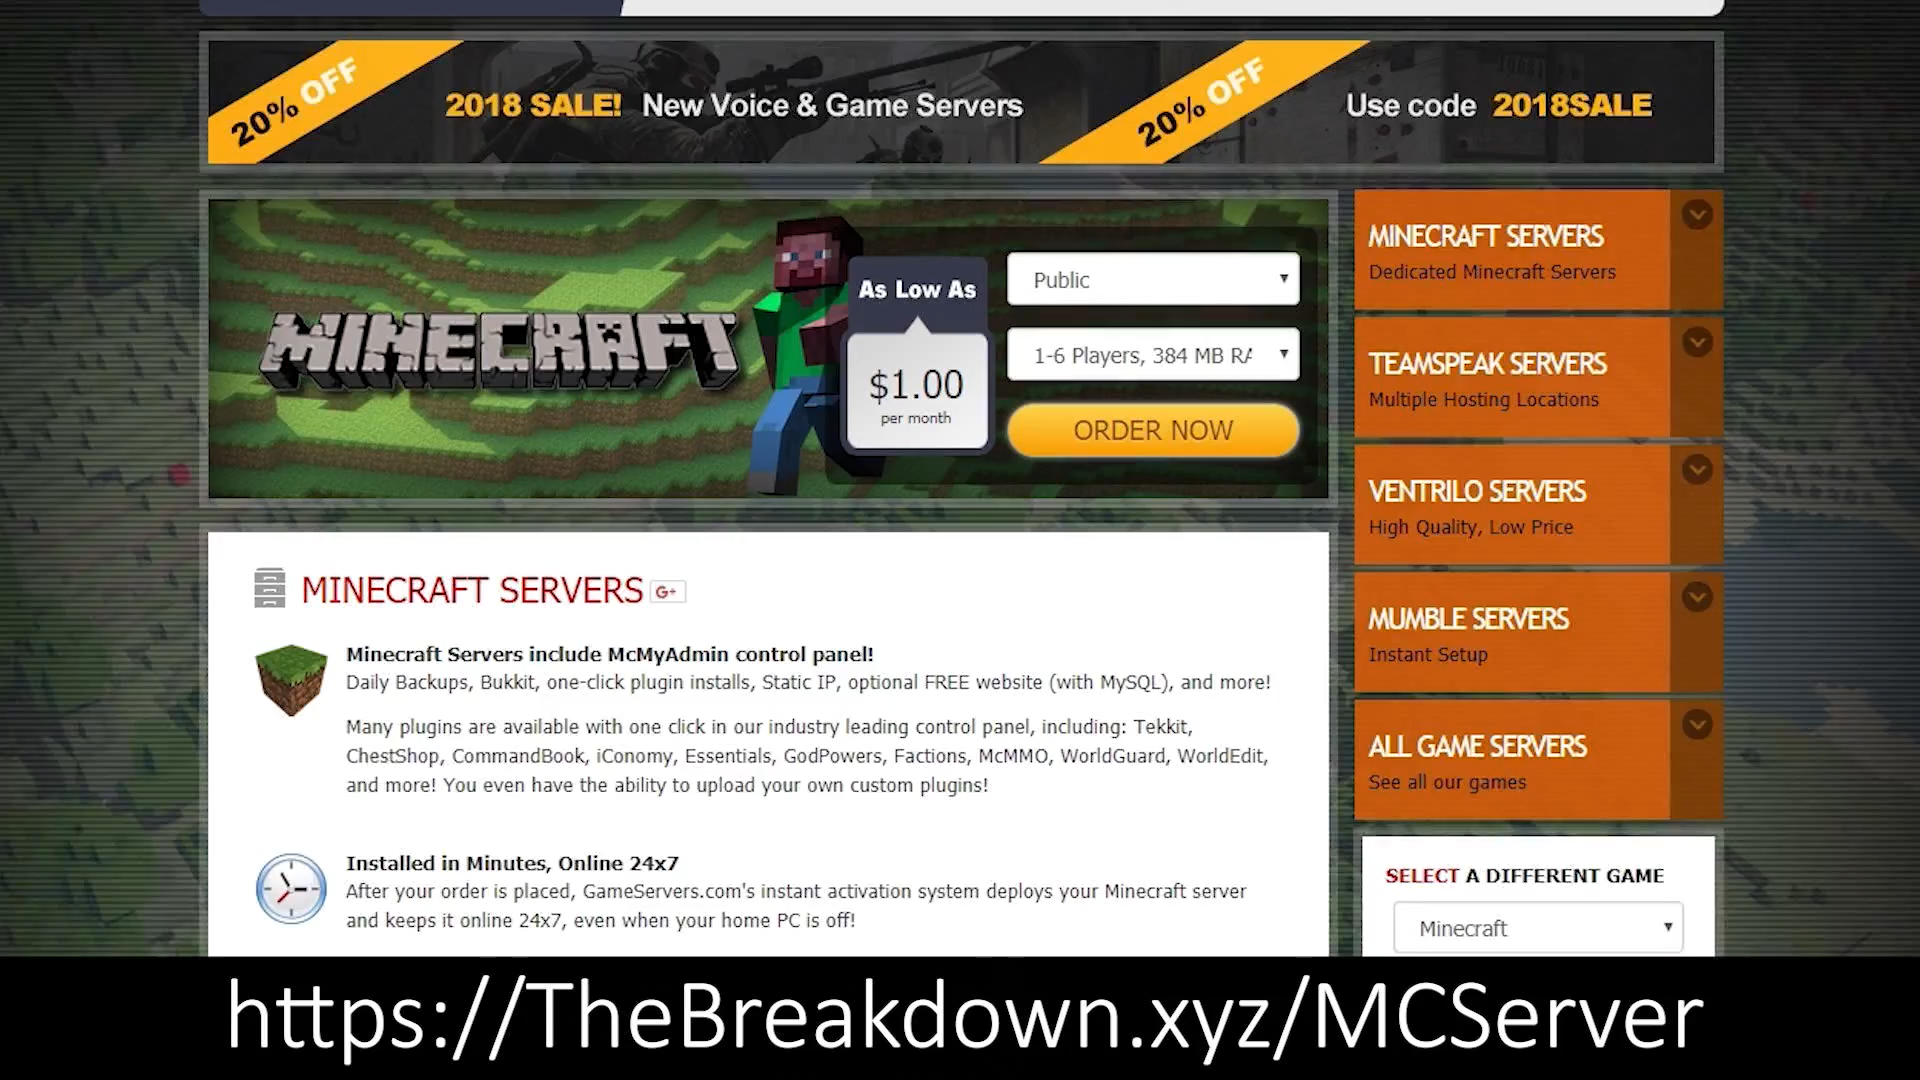 20% OFF
2018 SALE! New Voice & Game Servers
20% OFF
Use code 2018SALE
MINECRAFT
As Low As
$1.00
per month
Public
1-6 Players, 384 MB RA
ORDER NOW
MINECRAFT SERVERS
Dedicated Minecraft Servers
TEAMSPEAK SERVERS
Multiple Hosting Locations
VENTRILO SERVERS
High Quality, Low Price
MUMBLE SERVERS
Instant Setup
ALL GAME SERVERS
See all our games
SELECT A DIFFERENT GAME
Minecraft
MINECRAFT SERVERS G+
Minecraft Servers include McMyAdmin control panel!
Daily Backups, Bukkit, one-click plugin installs, Static IP, optional FREE website (with MySQL), and more!
Many plugins are available with one click in our industry leading control panel, including: Tekkit,
ChestShop, CommandBook, iConomy, Essentials, GodPowers, Factions, McMMO, WorldGuard, WorldEdit,
and more! You even have the ability to upload your own custom plugins!
Installed in Minutes, Online 24x7
After your order is placed, GameServers.com's instant activation system deploys your Minecraft server
and keeps it online 24x7, even when your home PC is off!
https://TheBreakdown.xyz/MCServer